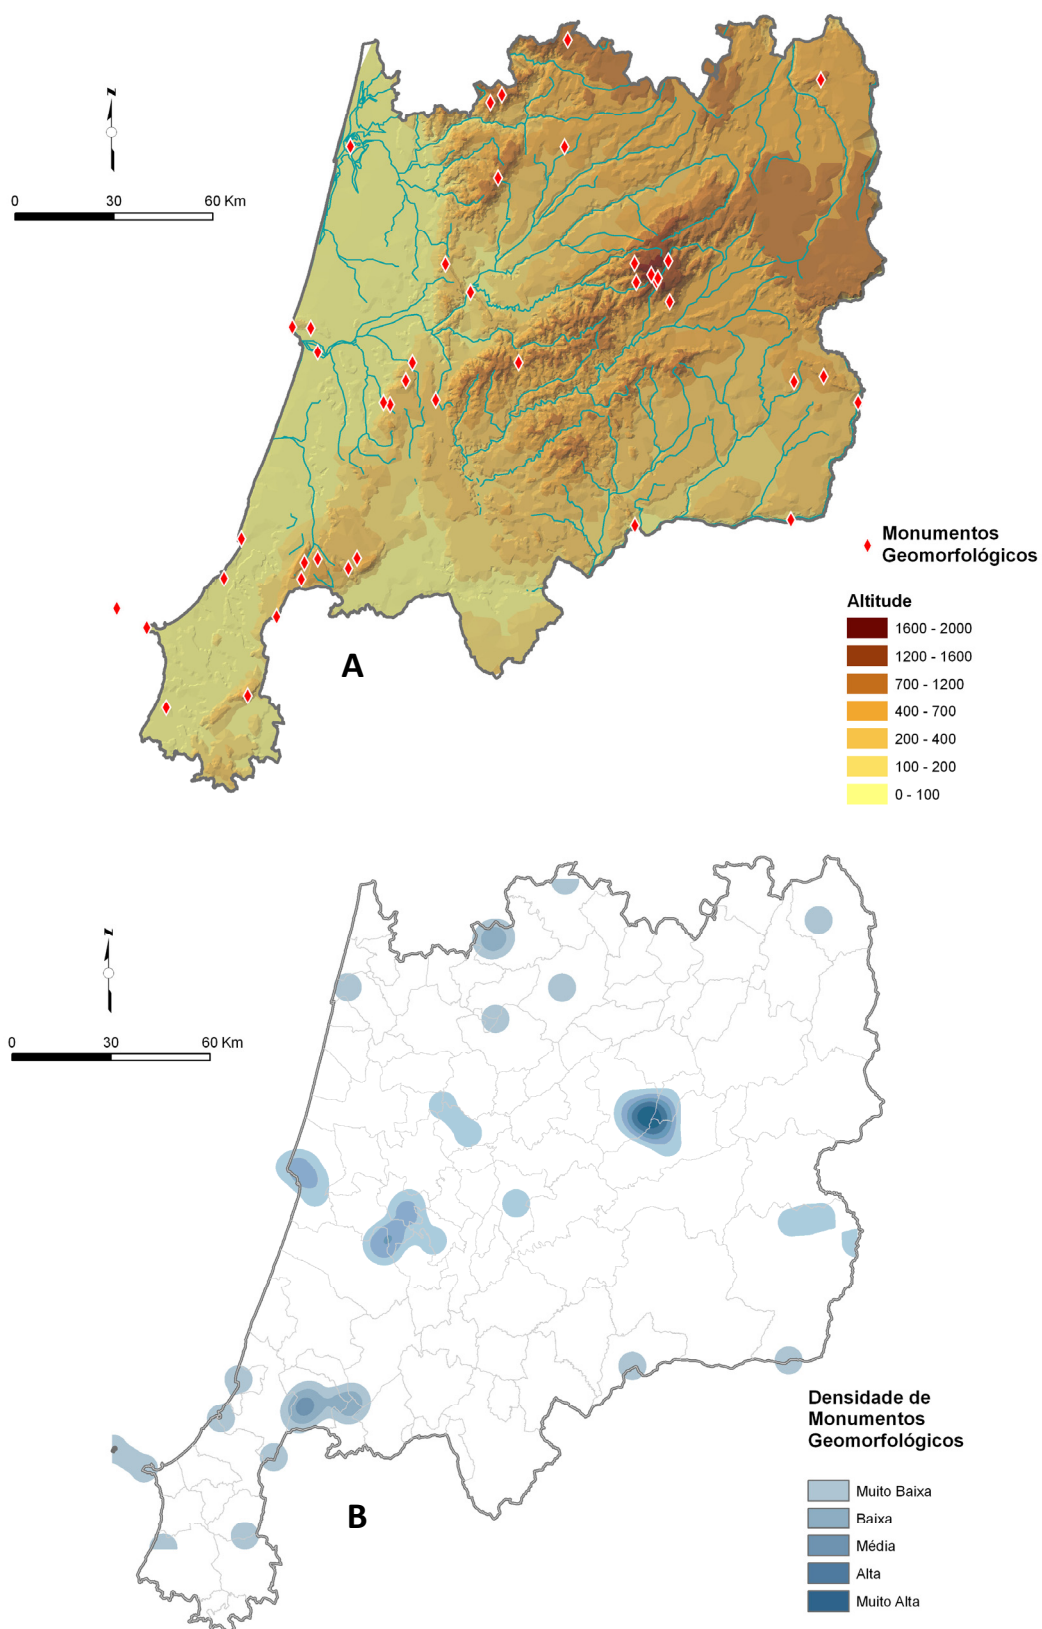 N
0 30 60 Km
Monumentos
Geomorfológicos
Altitude
1600 - 2000
1200 - 1600
700 - 1200
400 - 700
200 - 400
100 - 200
0 - 100
A
N
0 30 60 Km
Densidade de
Monumentos
Geomorfológicos
Muito Baixa
Baixa
Média
Alta
Muito Alta
B